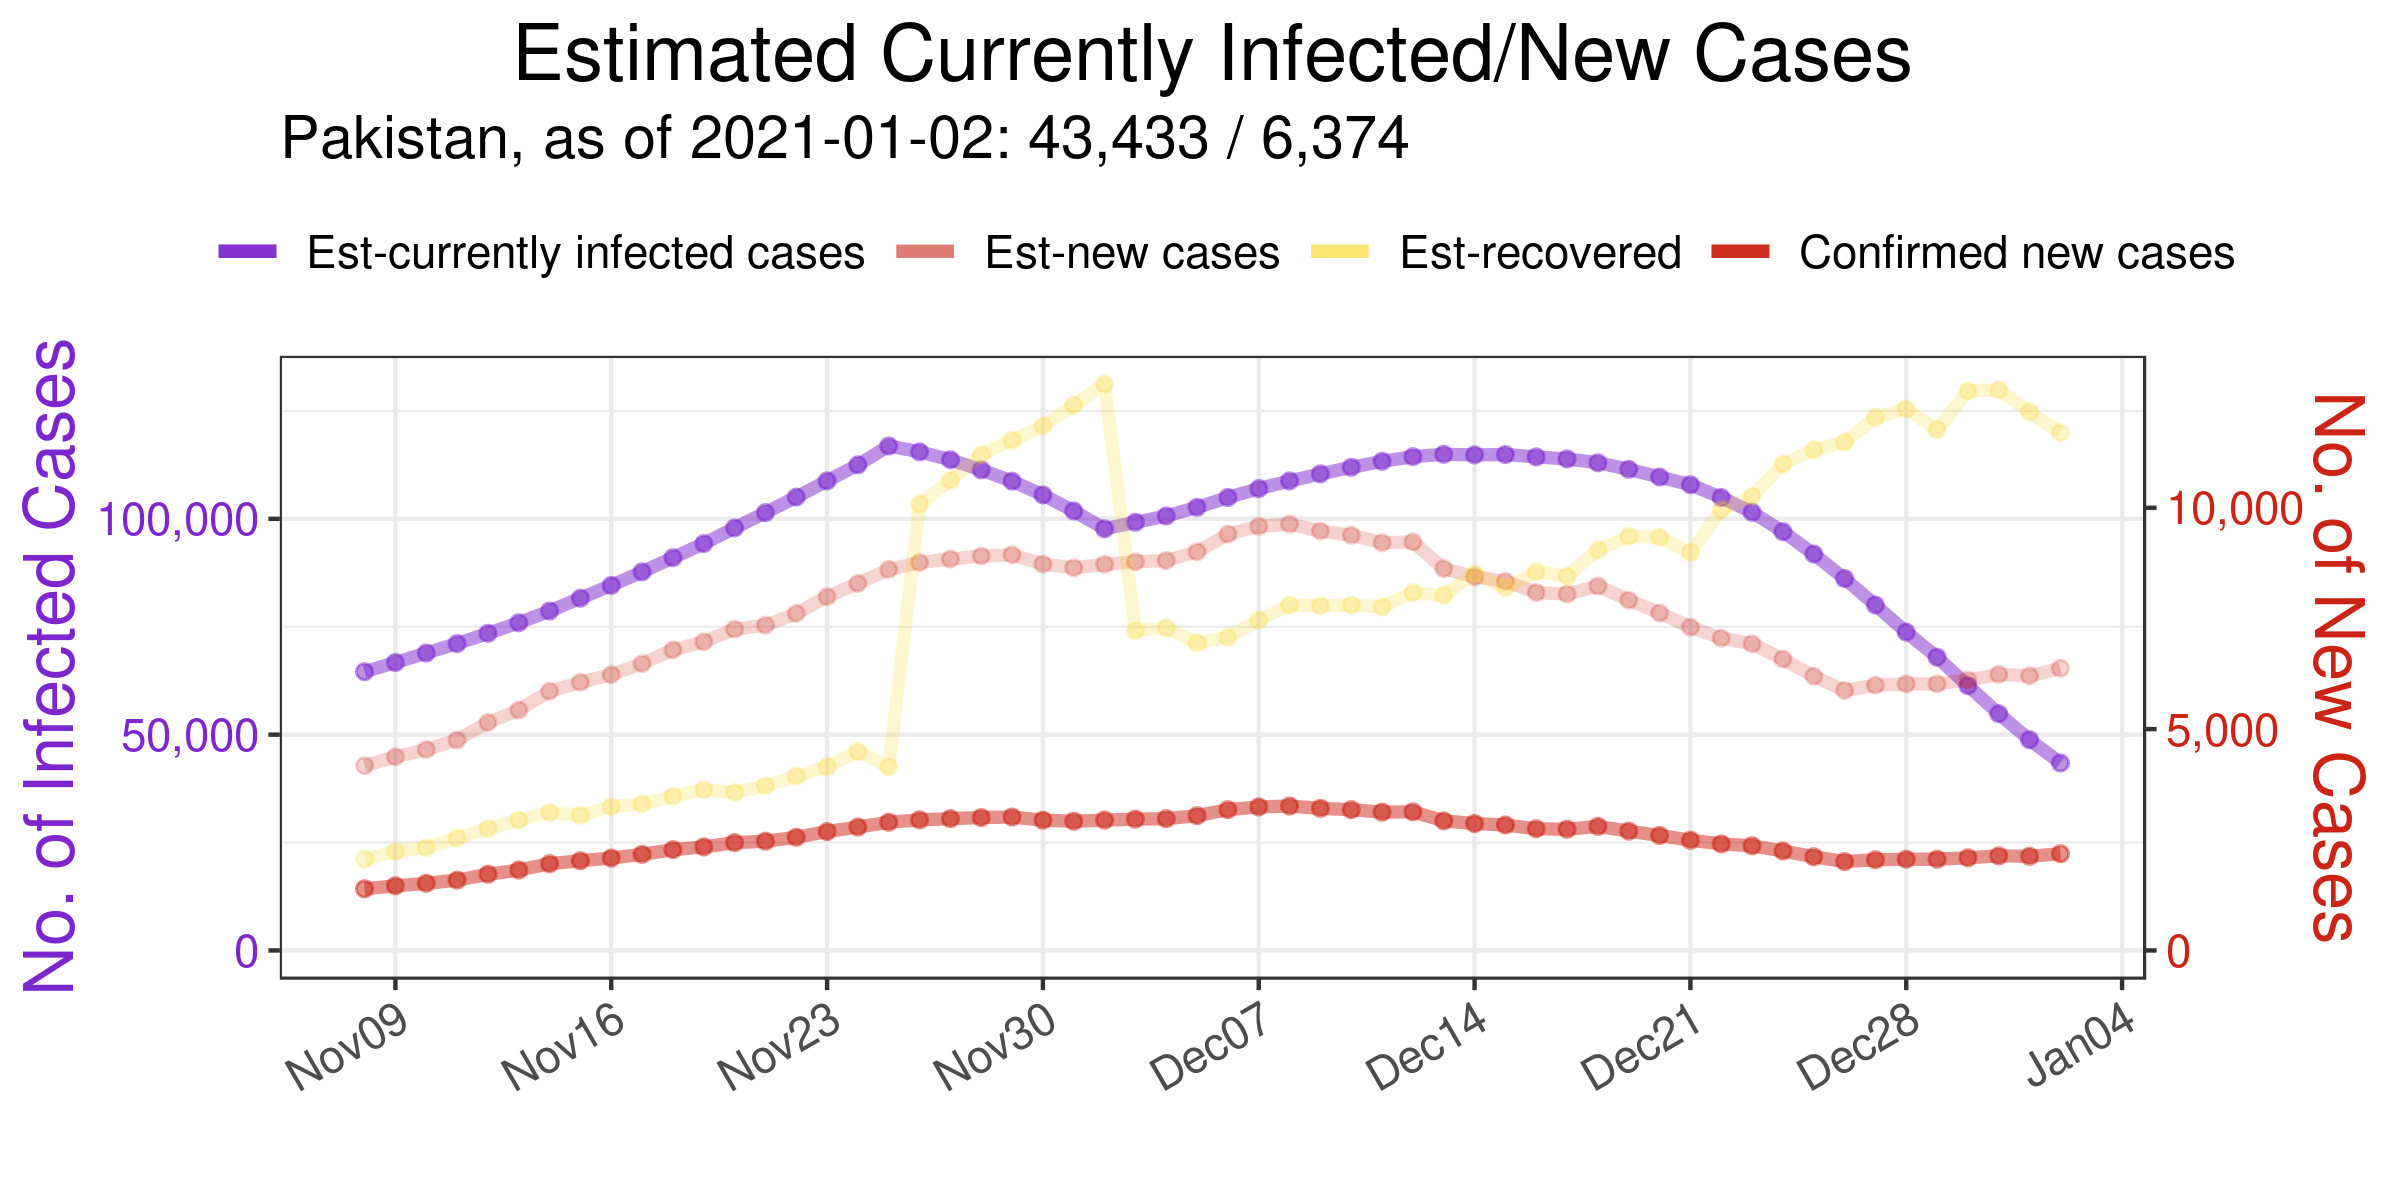 Estimated Currently Infected/New Cases
Pakistan, as of 2021-01-02: 43,433 / 6,374
Est-currently infected cases Est-new cases Est-recovered Confirmed new cases
No. of Infected Cases
100,000
50,000
0
10,000
5,000
0
No. of New Cases
Nov09 Nov16 Nov23 Nov30 Dec07 Dec14 Dec21 Dec28 Jan04